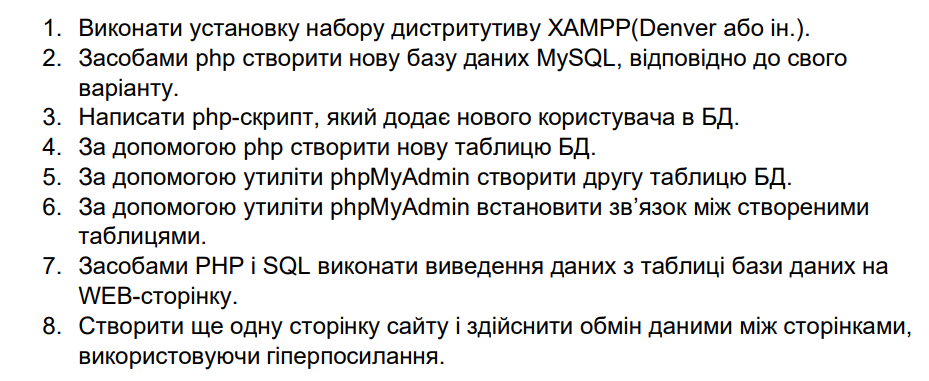 1. Виконати установку набору дистритутиву XAMPP(Denver або ін.).
2. Засобами php створити нову базу даних MySQL, відповідно до свого
варіанту.
3. Написати php-скрипт, який додає нового користувача в БД.
4. За допомогою php створити нову таблицю БД.
5. За допомогою утиліти phpMyAdmin створити другу таблицю БД.
6. За допомогою утиліти phpMyAdmin встановити зв’язок між створеними
таблицями.
7. Засобами PHP і SQL виконати виведення даних з таблиці бази даних на
WEB-сторінку.
8. Створити ще одну сторінку сайту і здійснити обмін даними між сторінками,
використовуючи гіперпосилання.